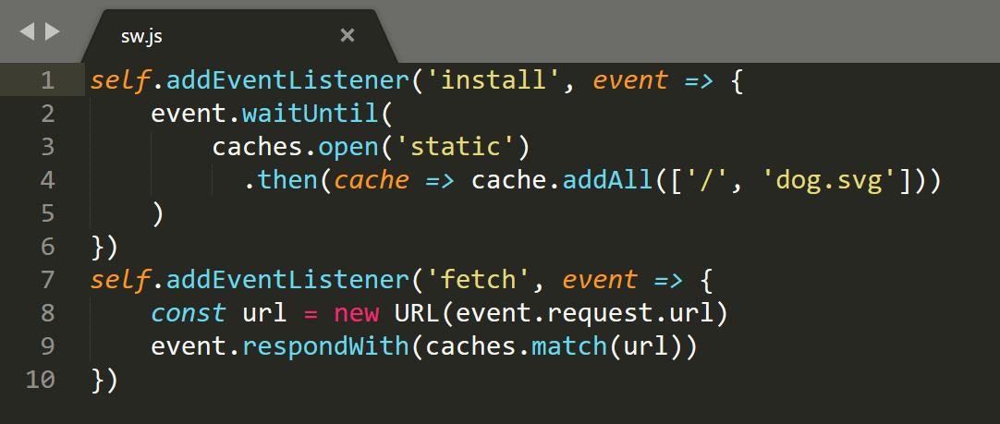 sw.js ×
1 self.addEventListener('install', event => {
2     event.waitUntil(
3         caches.open('static')
4           .then(cache => cache.addAll(['/', 'dog.svg']))
5     )
6 })
7 self.addEventListener('fetch', event => {
8     const url = new URL(event.request.url)
9     event.respondWith(caches.match(url))
10 })